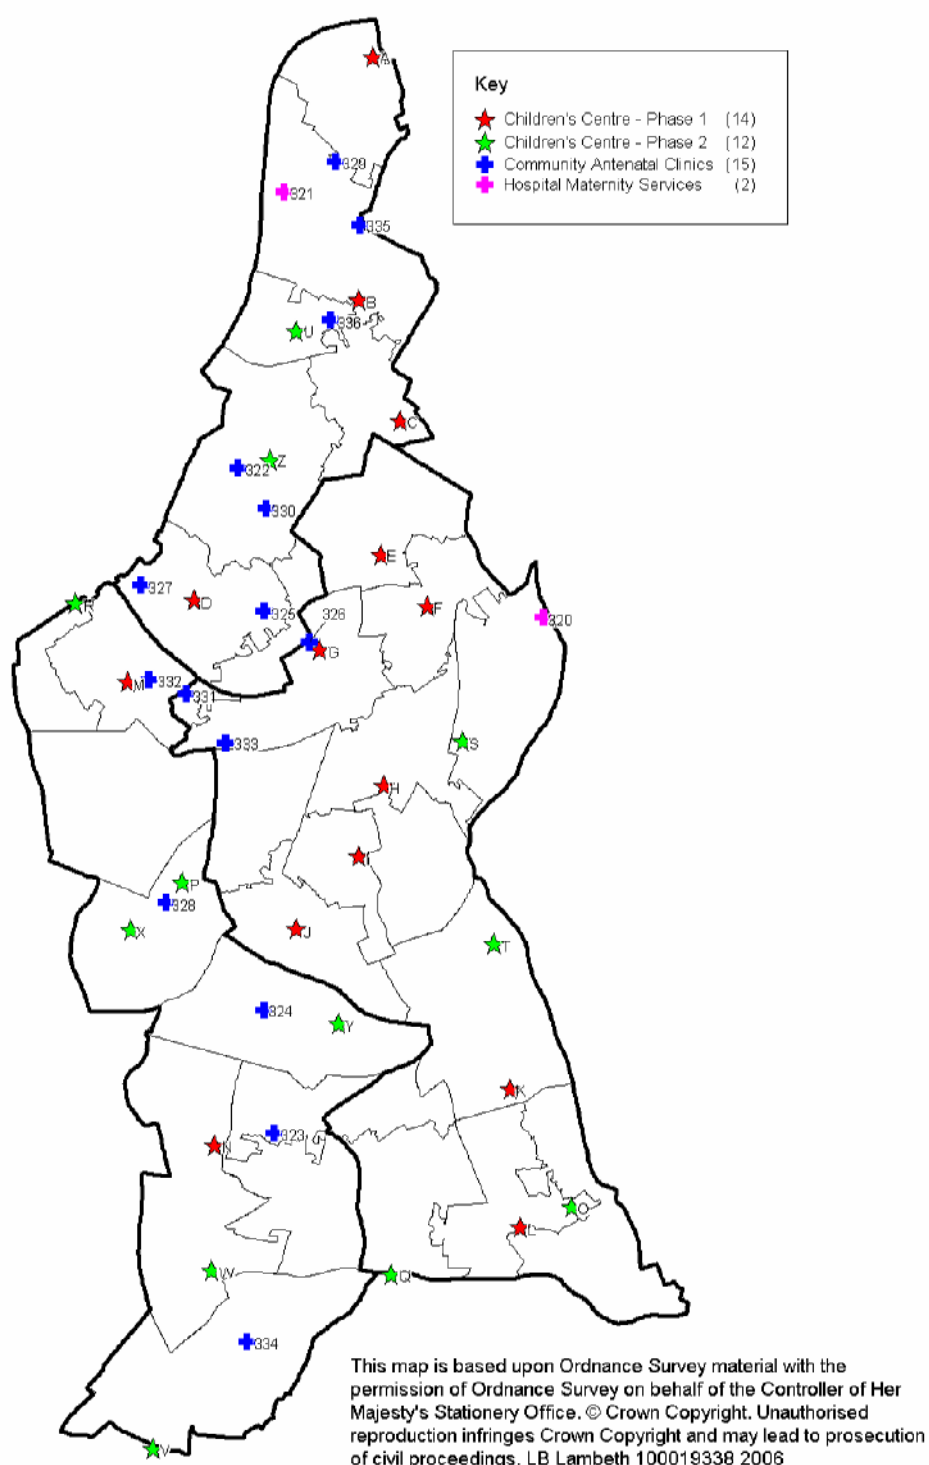 A
Key
Children's Centre - Phase 1 (14)
Children's Centre - Phase 2 (12)
Community Antenatal Clinics (15)
Hospital Maternity Services (2)
329
321
335
B
336
U
C
Z
322
330
E
327
R
D
325
326
F
320
G
M
332
331
333
S
H
I
P
328
X
J
T
324
Y
K
323
N
O
L
W
Q
334
V
This map is based upon Ordnance Survey material with the
permission of Ordnance Survey on behalf of the Controller of Her
Majesty's Stationery Office. © Crown Copyright. Unauthorised
reproduction infringes Crown Copyright and may lead to prosecution
of civil proceedings. LB Lambeth 100019338 2006